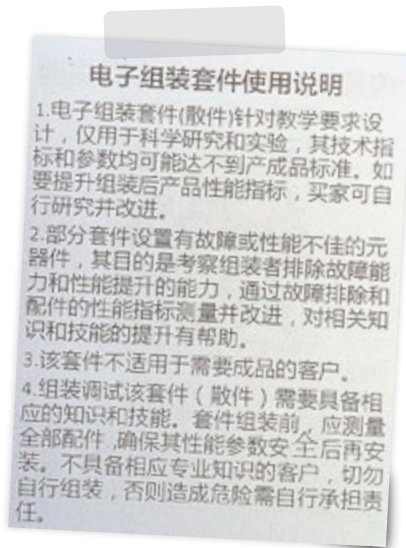 电子组装套件使用说明
1.电子组装套件(散件)针对教学要求设
计，仅用于科学研究和实验，其技术指
标和参数均可能达不到产成品标准。如
要提升组装后产品性能指标，买家可自
行研究并改进。
2.部分套件设置有故障或性能不佳的元
器件，其目的是考察组装者排除故障能
力和性能提升的能力，通过故障排除和
配件的性能指标测量并改进，对相关知
识和技能的提升有帮助。
3.该套件不适用于需要成品的客户。
4.组装调试该套件（散件）需要具备相
应的知识和技能。套件组装前，应测量
全部配件,确保其性能参数安全后再安
装。不具备相应专业知识的客户，切勿
自行组装，否则造成危险需自行承担责
任。